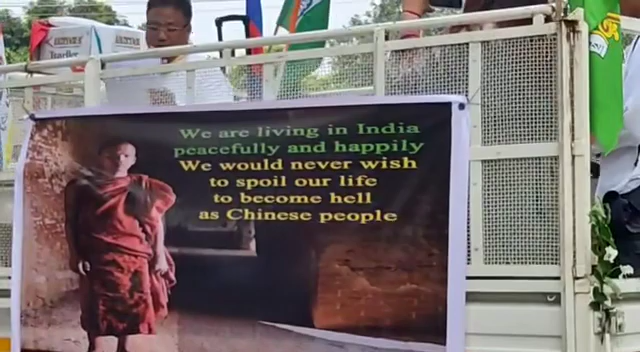 We are living in India
peacefully and happily
We would never wish
to spoil our life
to become hell
as Chinese people